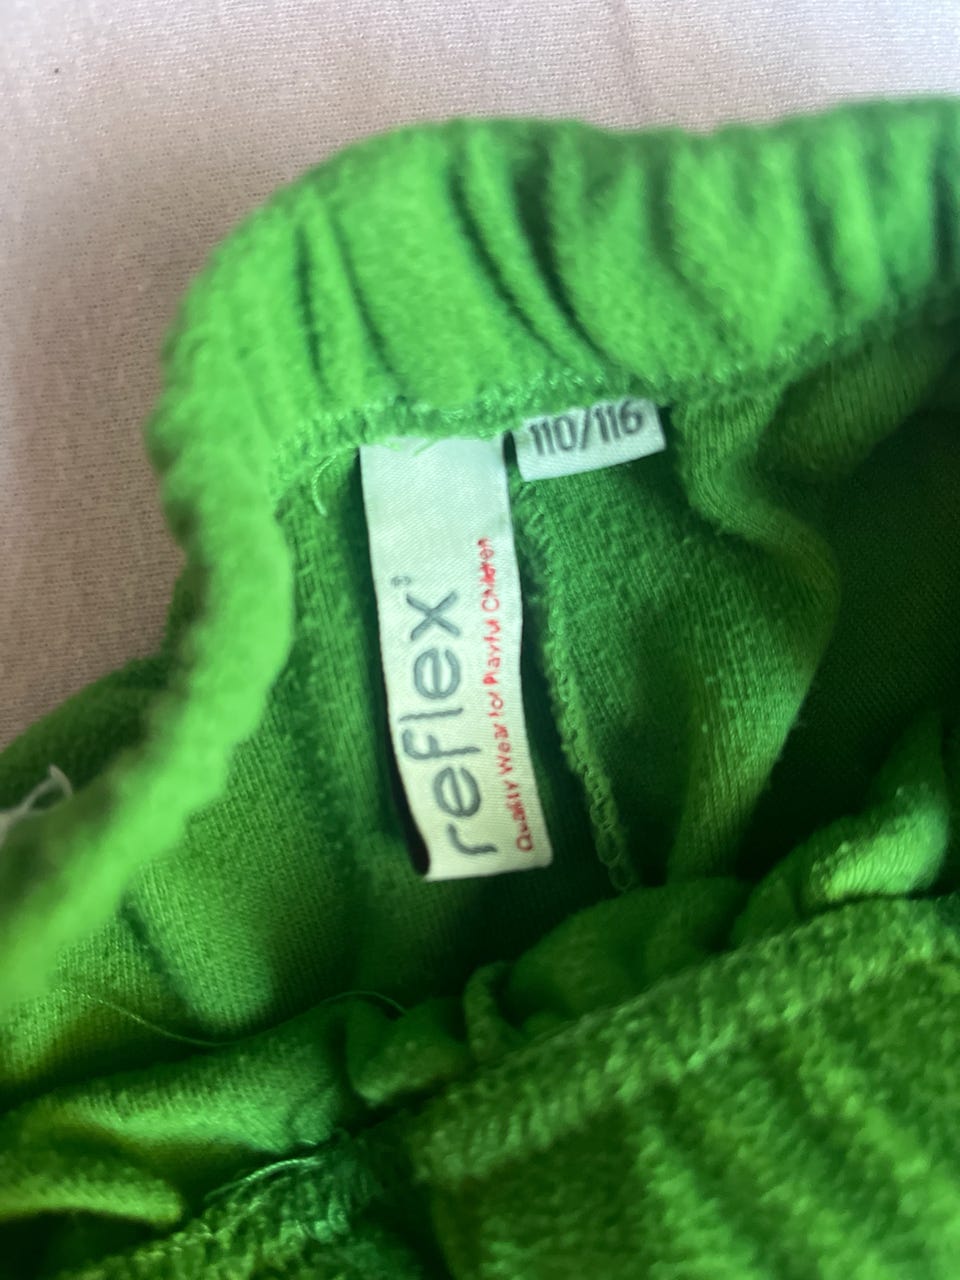 110/116
reflex®
Quality Wear for Playful Children